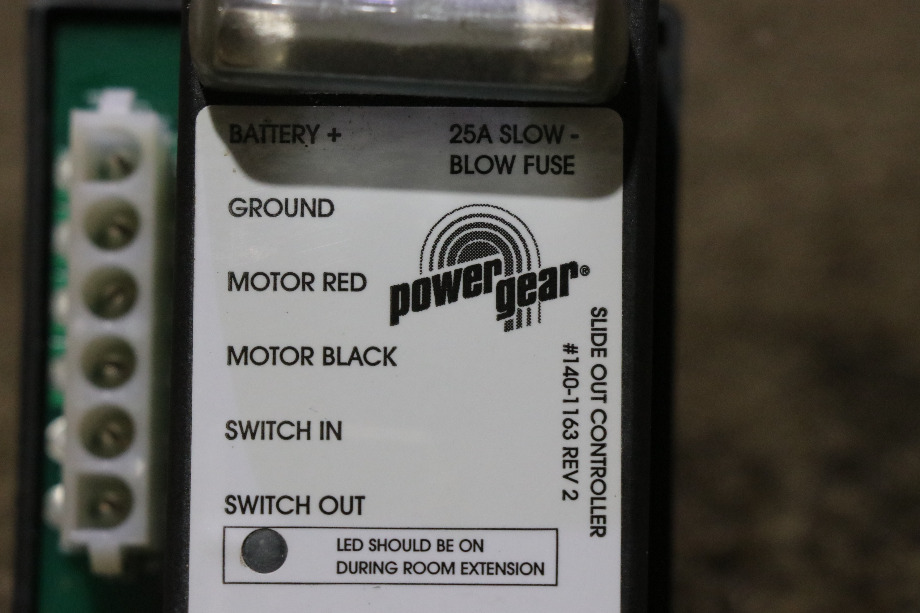 BATTERY +
25A SLOW -
BLOW FUSE
GROUND
MOTOR RED
power gear®
MOTOR BLACK
SWITCH IN
SWITCH OUT
SLIDE OUT CONTROLLER
#140-1163 REV 2
LED SHOULD BE ON
DURING ROOM EXTENSION